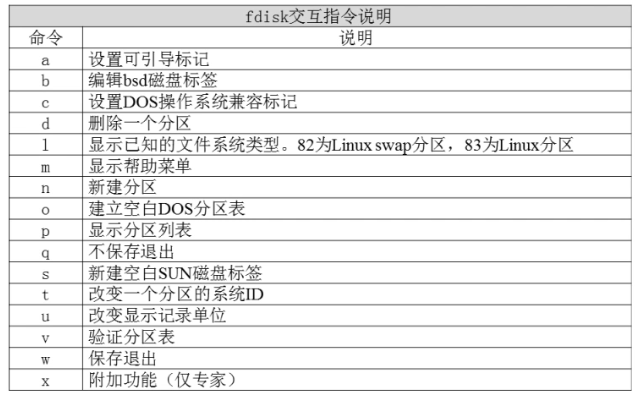 fdisk交互指令说明
命令 说明
a 设置可引导标记
b 编辑bsd磁盘标签
c 设置DOS操作系统兼容标记
d 删除一个分区
l 显示已知的文件系统类型。82为Linux swap分区，83为Linux分区
m 显示帮助菜单
n 新建分区
o 建立空白DOS分区表
p 显示分区列表
q 不保存退出
s 新建空白SUN磁盘标签
t 改变一个分区的系统ID
u 改变显示记录单位
v 验证分区表
w 保存退出
x 附加功能（仅专家）